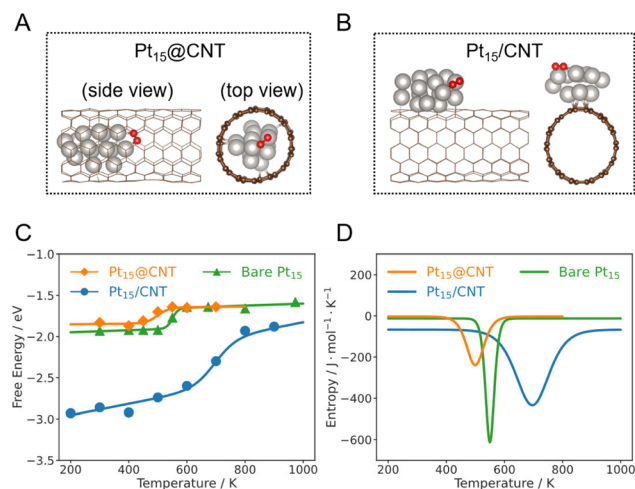 A
Pt₁₅@CNT
(side view) (top view)
B
Pt₁₅/CNT
C
Pt₁₅@CNT
Bare Pt₁₅
Pt₁₅/CNT
Free Energy / eV
−1.0
−1.5
−2.0
−2.5
−3.0
−3.5
200 400 600 800 1000
Temperature / K
D
Pt₁₅@CNT
Bare Pt₁₅
Pt₁₅/CNT
Entropy / J · mol⁻¹ · K⁻¹
200
0
−200
−400
−600
200 400 600 800 1000
Temperature / K